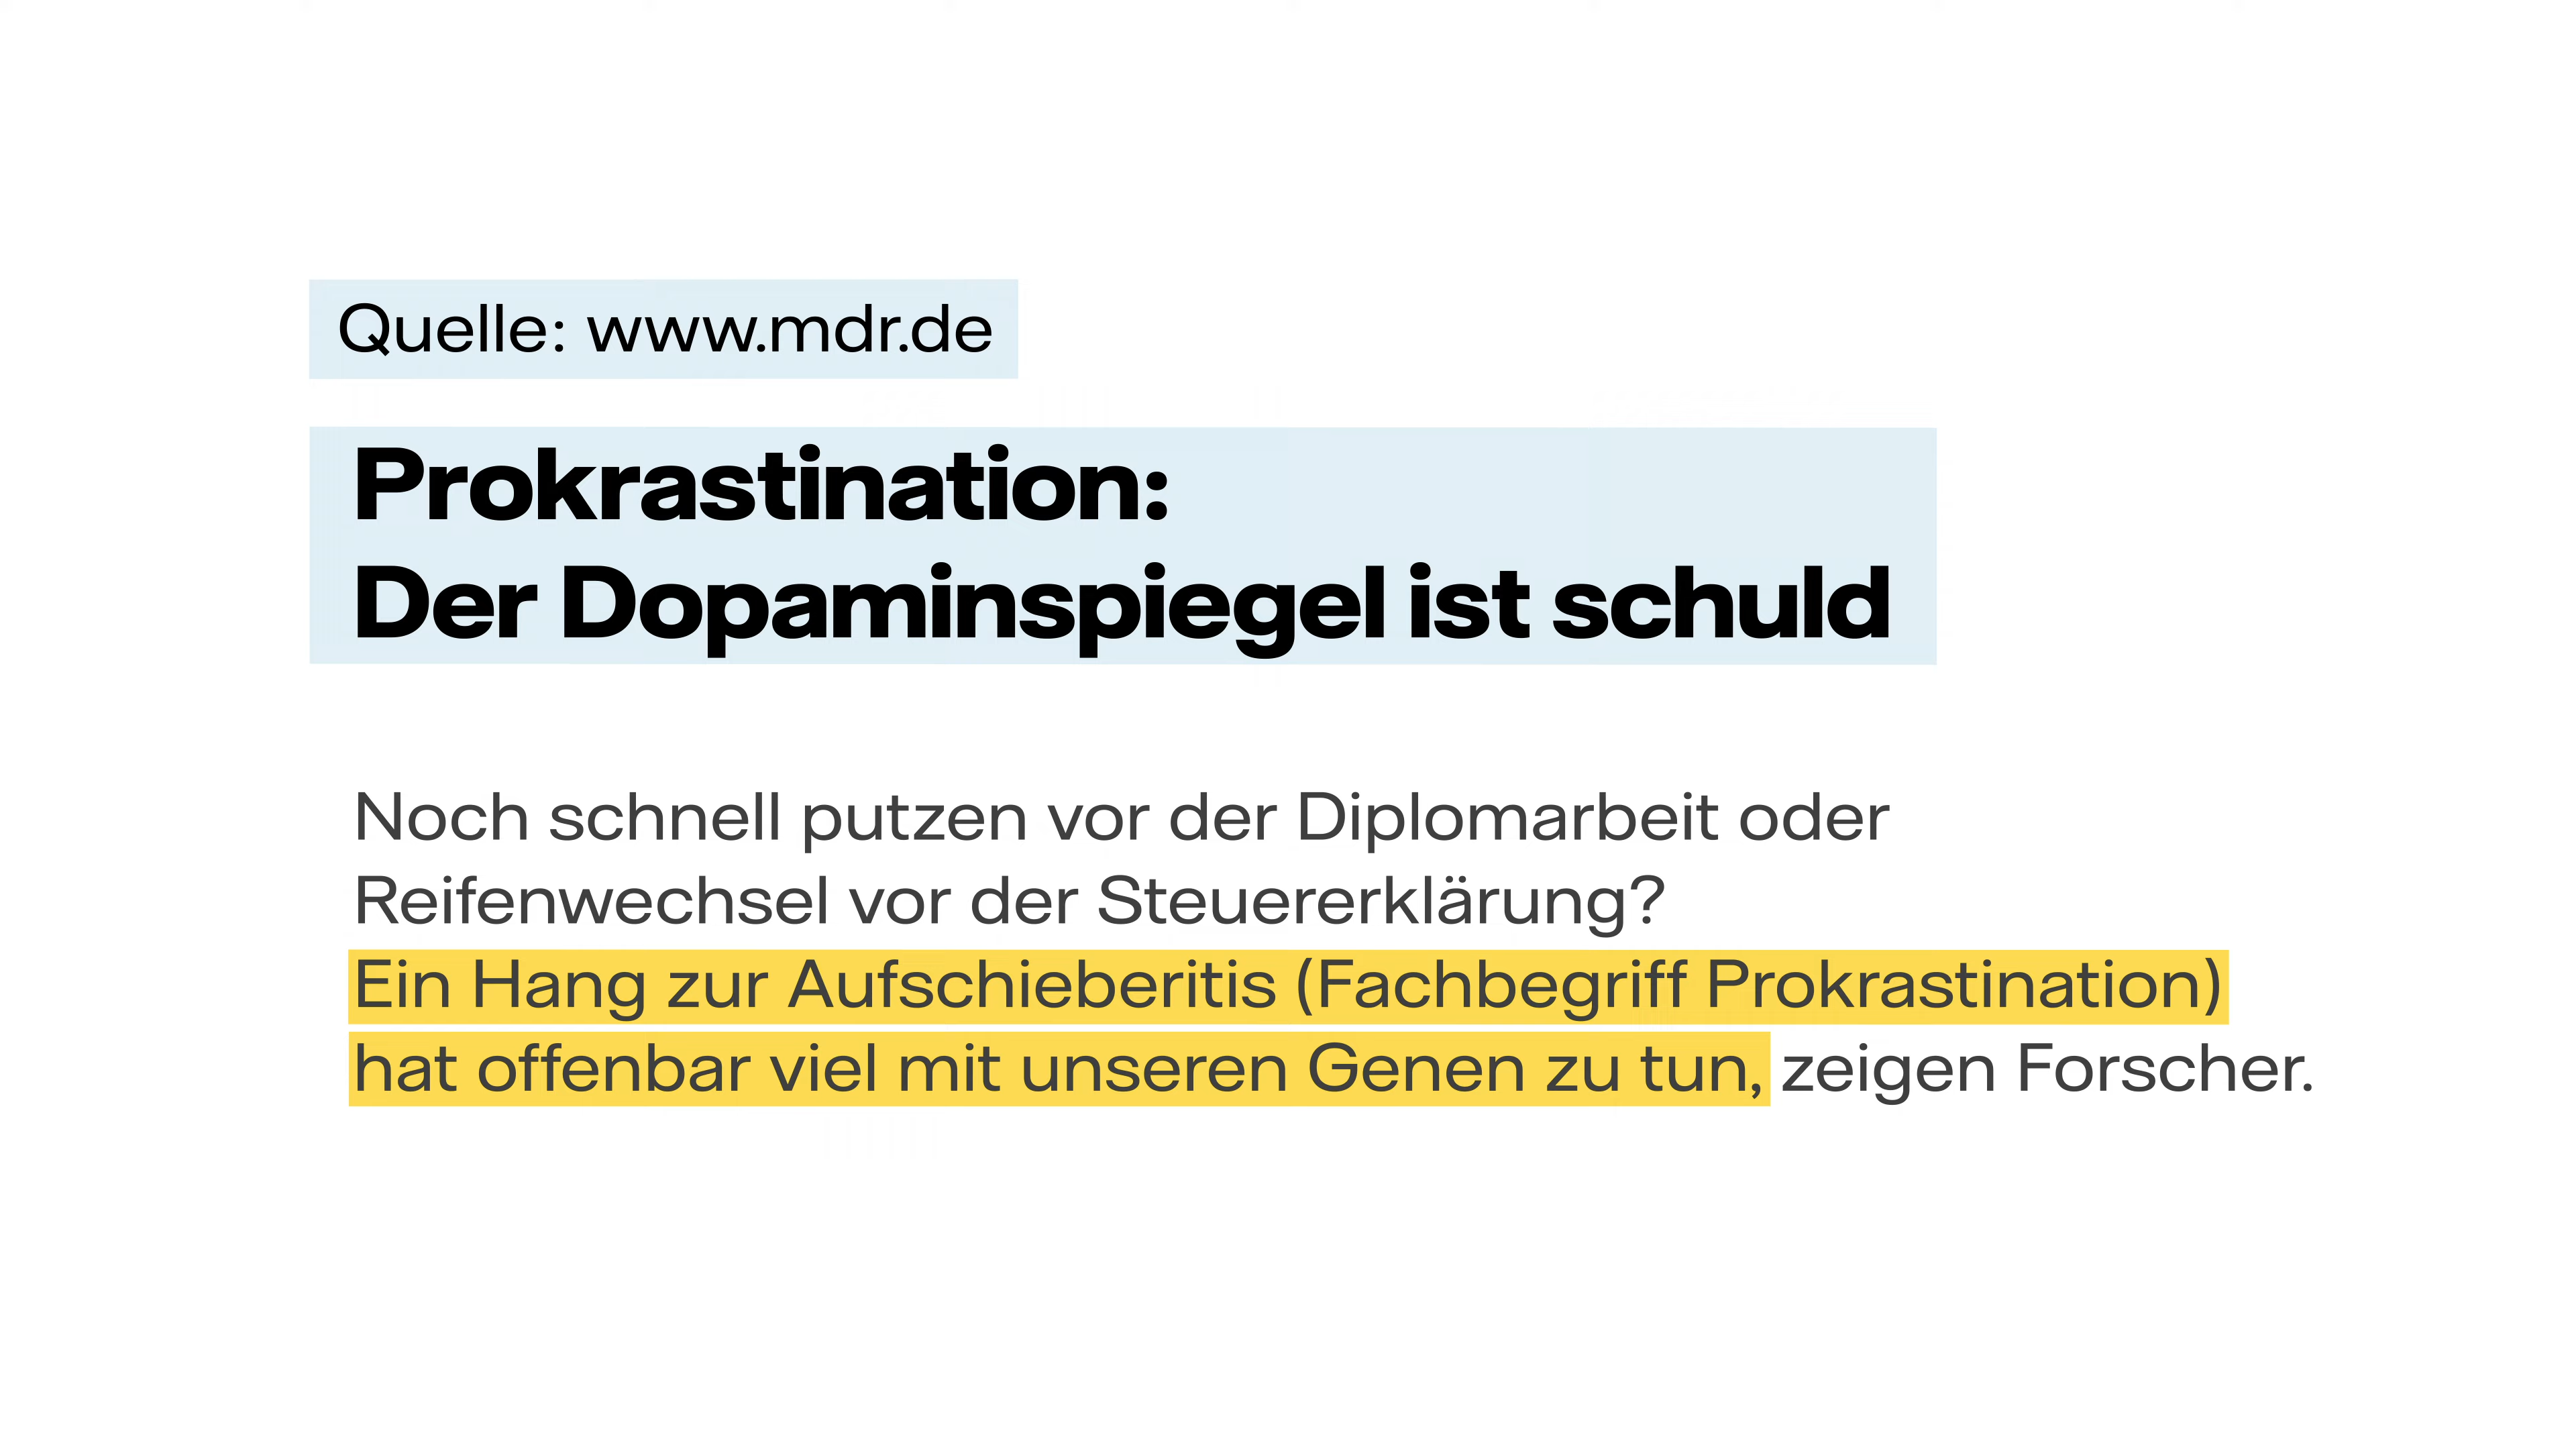 Quelle: www.mdr.de
Prokrastination:
Der Dopaminspiegel ist schuld
Noch schnell putzen vor der Diplomarbeit oder
Reifenwechsel vor der Steuererklärung?
Ein Hang zur Aufschieberitis (Fachbegriff Prokrastination)
hat offenbar viel mit unseren Genen zu tun, zeigen Forscher.